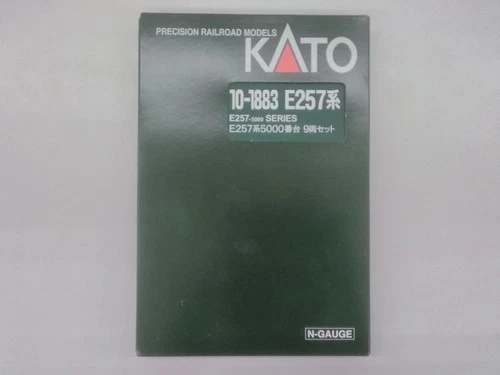 PRECISION RAILROAD MODELS
KATO
10-1883 E257系
E257-5000 SERIES
E257系5000番台 9両セット
N-GAUGE